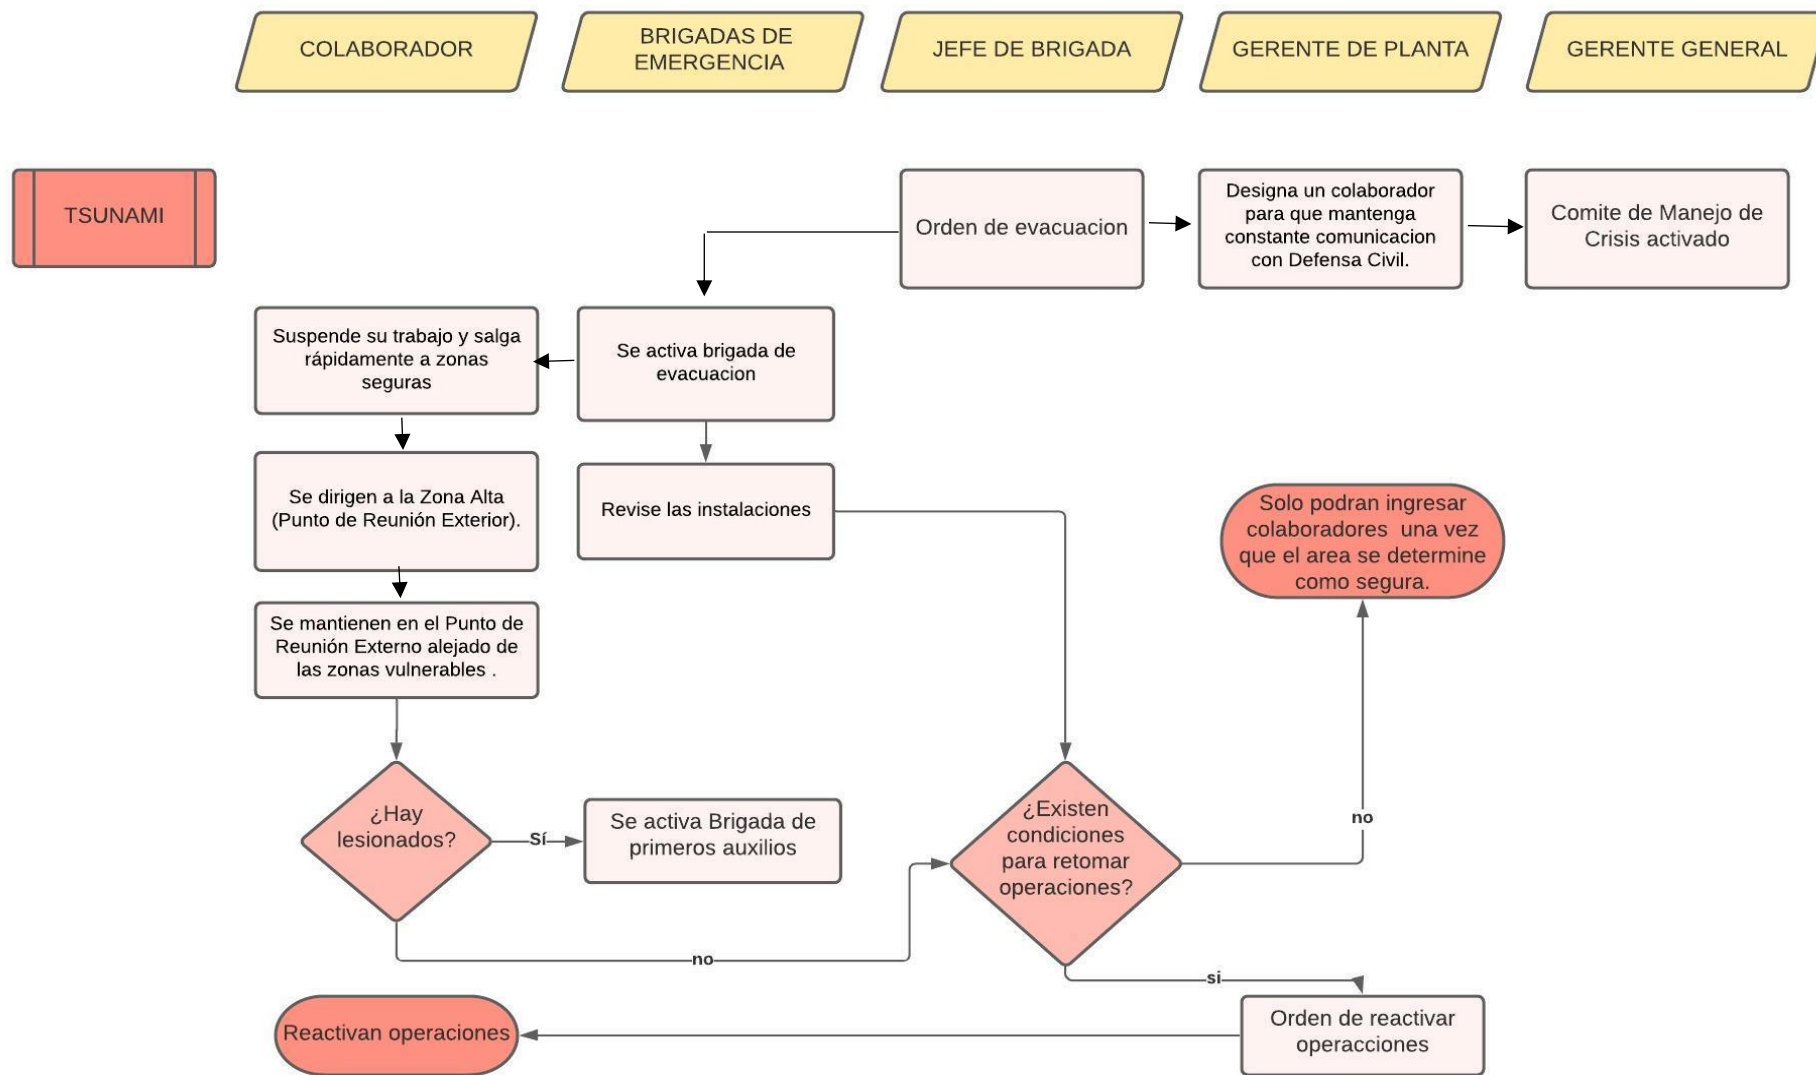 COLABORADOR
BRIGADAS DE
EMERGENCIA
JEFE DE BRIGADA
GERENTE DE PLANTA
GERENTE GENERAL
TSUNAMI
Orden de evacuacion
Designa un colaborador
para que mantenga
constante comunicacion
con Defensa Civil.
Comite de Manejo de
Crisis activado
Suspende su trabajo y salga
rápidamente a zonas
seguras
Se activa brigada de
evacuacion
Se dirigen a la Zona Alta
(Punto de Reunión Exterior).
Revise las instalaciones
Solo podran ingresar
colaboradores una vez
que el area se determine
como segura.
Se mantienen en el Punto de
Reunión Externo alejado de
las zonas vulnerables .
¿Hay
lesionados?
Sí
Se activa Brigada de
primeros auxilios
¿Existen
condiciones
para retomar
operaciones?
no
no
si
Reactivan operaciones
Orden de reactivar
operacciones